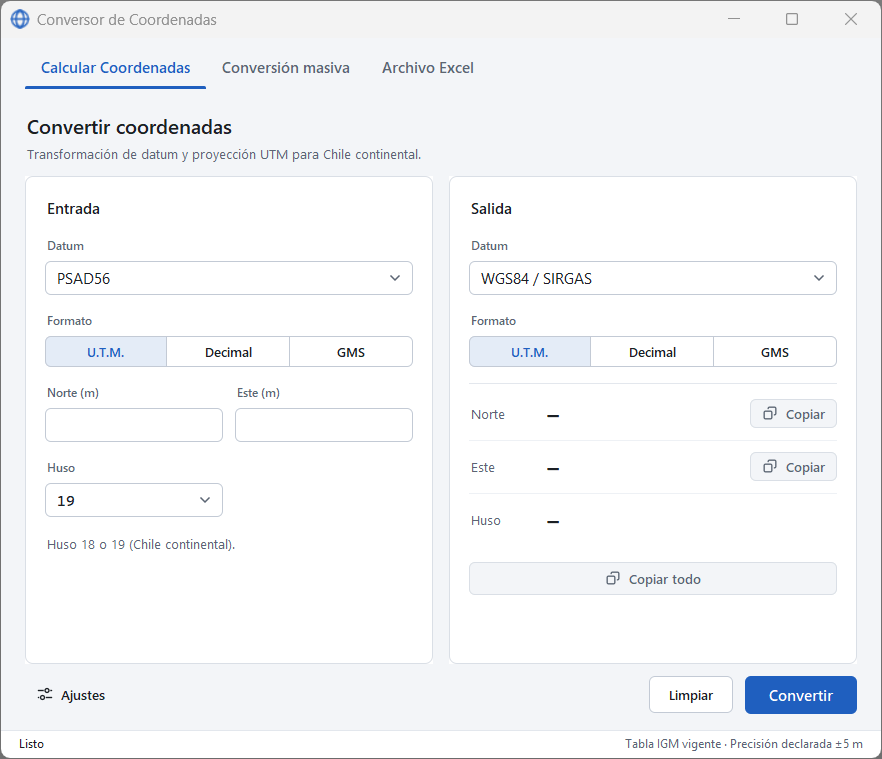 Conversor de Coordenadas
Calcular Coordenadas Conversión masiva Archivo Excel
Convertir coordenadas
Transformación de datum y proyección UTM para Chile continental.
Entrada
Datum
PSAD56
Formato
U.T.M. Decimal GMS
Norte (m) Este (m)
Huso
19
Huso 18 o 19 (Chile continental).
Salida
Datum
WGS84 / SIRGAS
Formato
U.T.M. Decimal GMS
Norte – Copiar
Este – Copiar
Huso –
Copiar todo
Ajustes
Limpiar Convertir
Listo
Tabla IGM vigente · Precisión declarada ±5 m